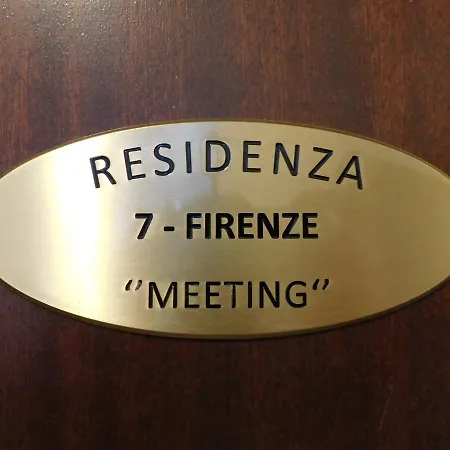 RESIDENZA
7 - FIRENZE
‘’MEETING‘’